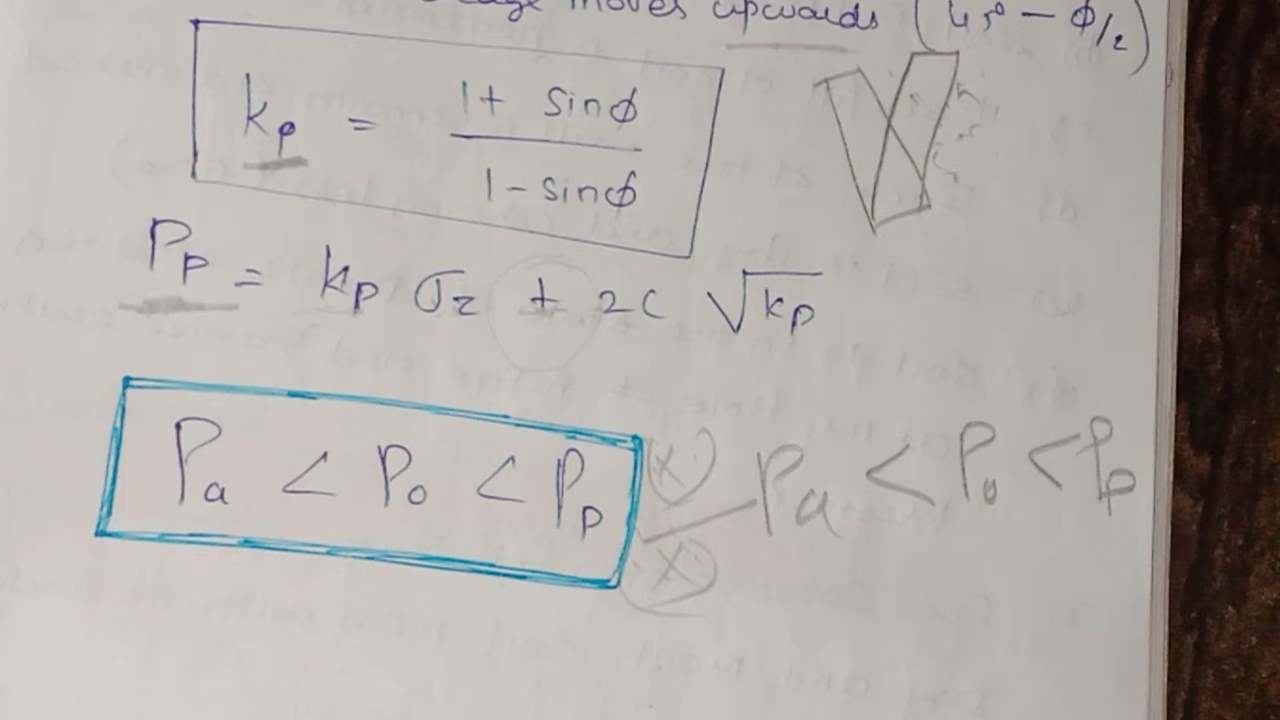 moves upwards (45° - φ/2)
kp = 1 + sinφ / 1 - sinφ
Pp = kp σz + 2c √kp
Pa < Po < Pp
Pa < Po < Pp